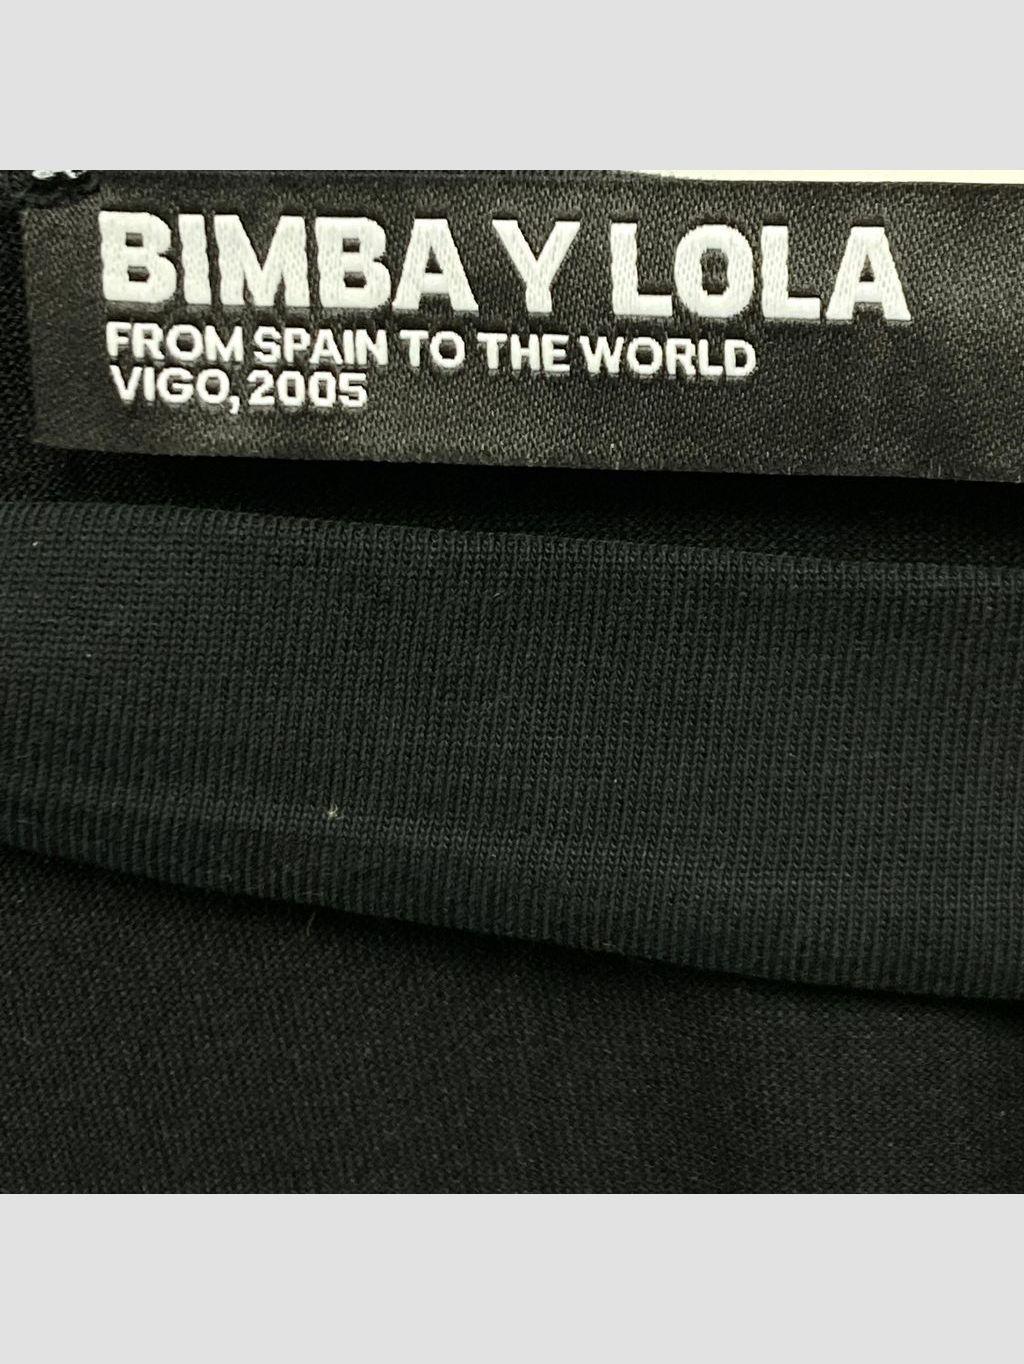 BIMBA Y LOLA
FROM SPAIN TO THE WORLD
VIGO, 2005